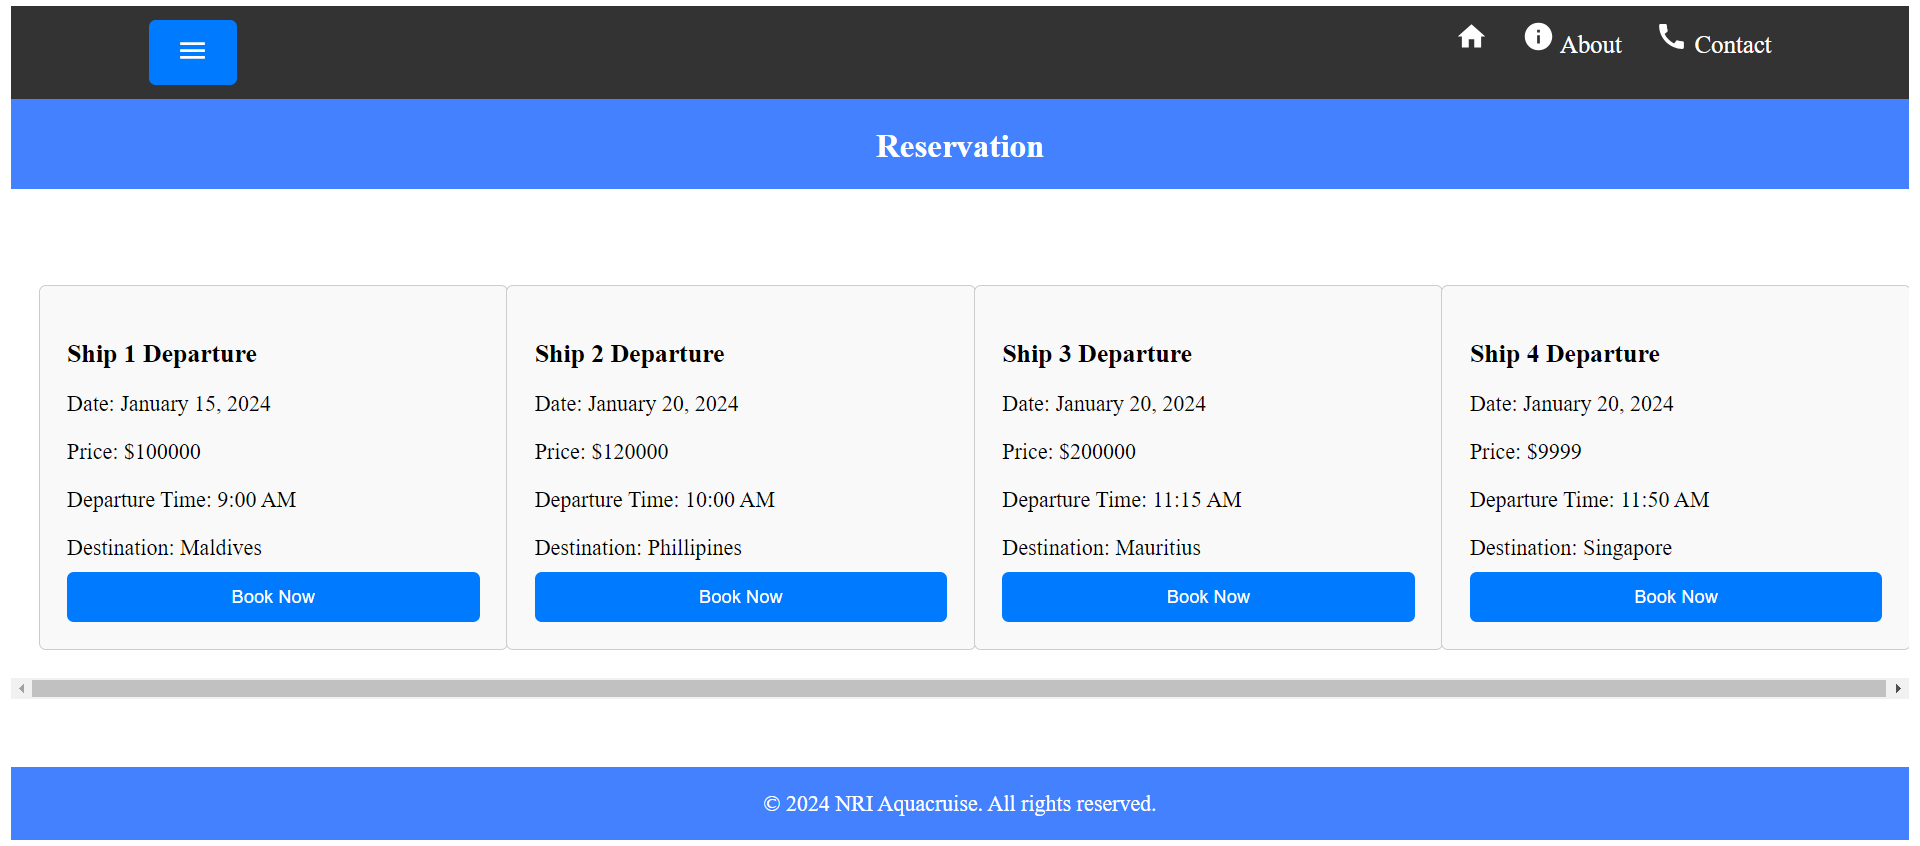 About
Contact
Reservation
Ship 1 Departure
Date: January 15, 2024
Price: $100000
Departure Time: 9:00 AM
Destination: Maldives
Book Now
Ship 2 Departure
Date: January 20, 2024
Price: $120000
Departure Time: 10:00 AM
Destination: Phillipines
Book Now
Ship 3 Departure
Date: January 20, 2024
Price: $200000
Departure Time: 11:15 AM
Destination: Mauritius
Book Now
Ship 4 Departure
Date: January 20, 2024
Price: $9999
Departure Time: 11:50 AM
Destination: Singapore
Book Now
© 2024 NRI Aquacruise. All rights reserved.